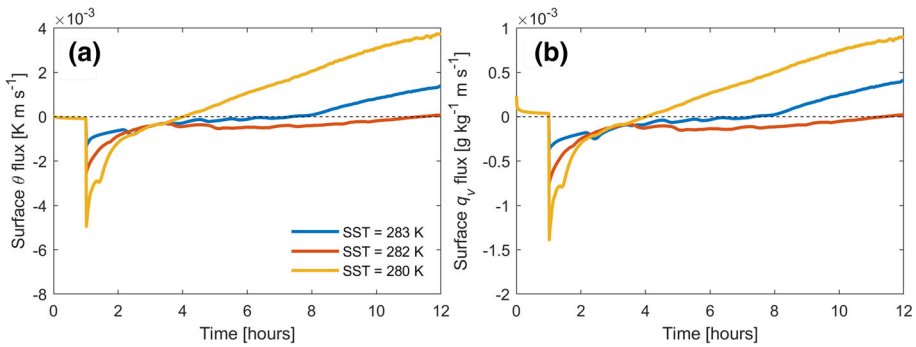 ×10⁻³
(a)
Surface θ flux [K m s⁻¹]
4
2
0
-2
-4
-6
-8
SST = 283 K
SST = 282 K
SST = 280 K
0 2 4 6 8 10 12
Time [hours]
×10⁻³
(b)
Surface qᵥ flux [g kg⁻¹ m s⁻¹]
1
0.5
0
-0.5
-1
-1.5
-2
0 2 4 6 8 10 12
Time [hours]